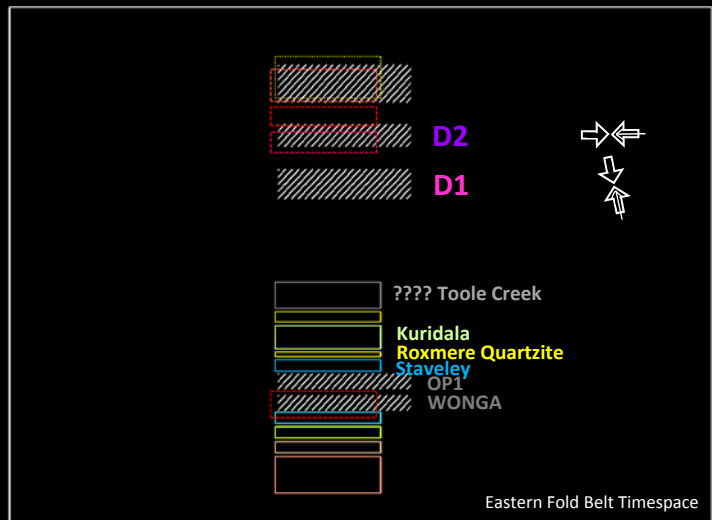 D2
D1
???? Toole Creek
Kuridala
Roxmere Quartzite
Staveley
OP1
WONGA
Eastern Fold Belt Timespace